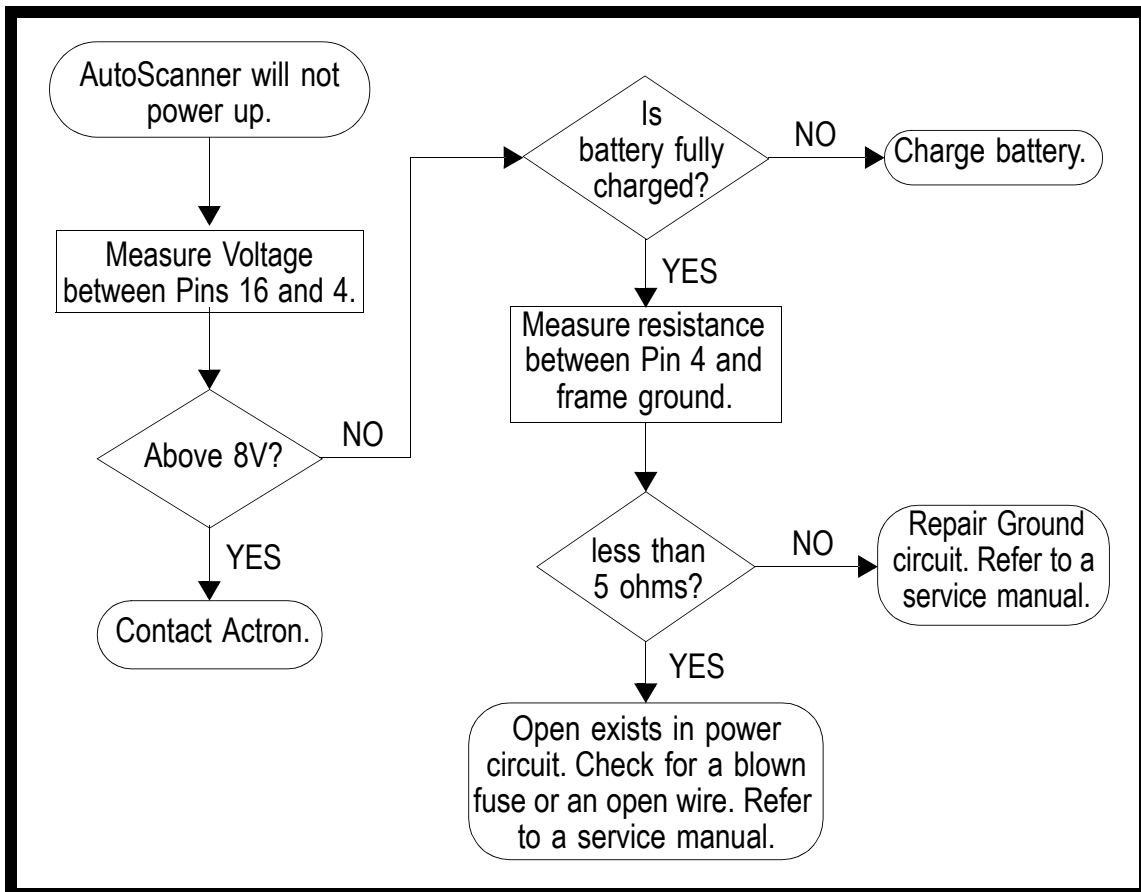 AutoScanner will not
power up.
Measure Voltage
between Pins 16 and 4.
Above 8V?
NO
YES
Contact Actron.
Is
battery fully
charged?
NO
Charge battery.
YES
Measure resistance
between Pin 4 and
frame ground.
less than
5 ohms?
NO
Repair Ground
circuit. Refer to a
service manual.
YES
Open exists in power
circuit. Check for a blown
fuse or an open wire. Refer
to a service manual.